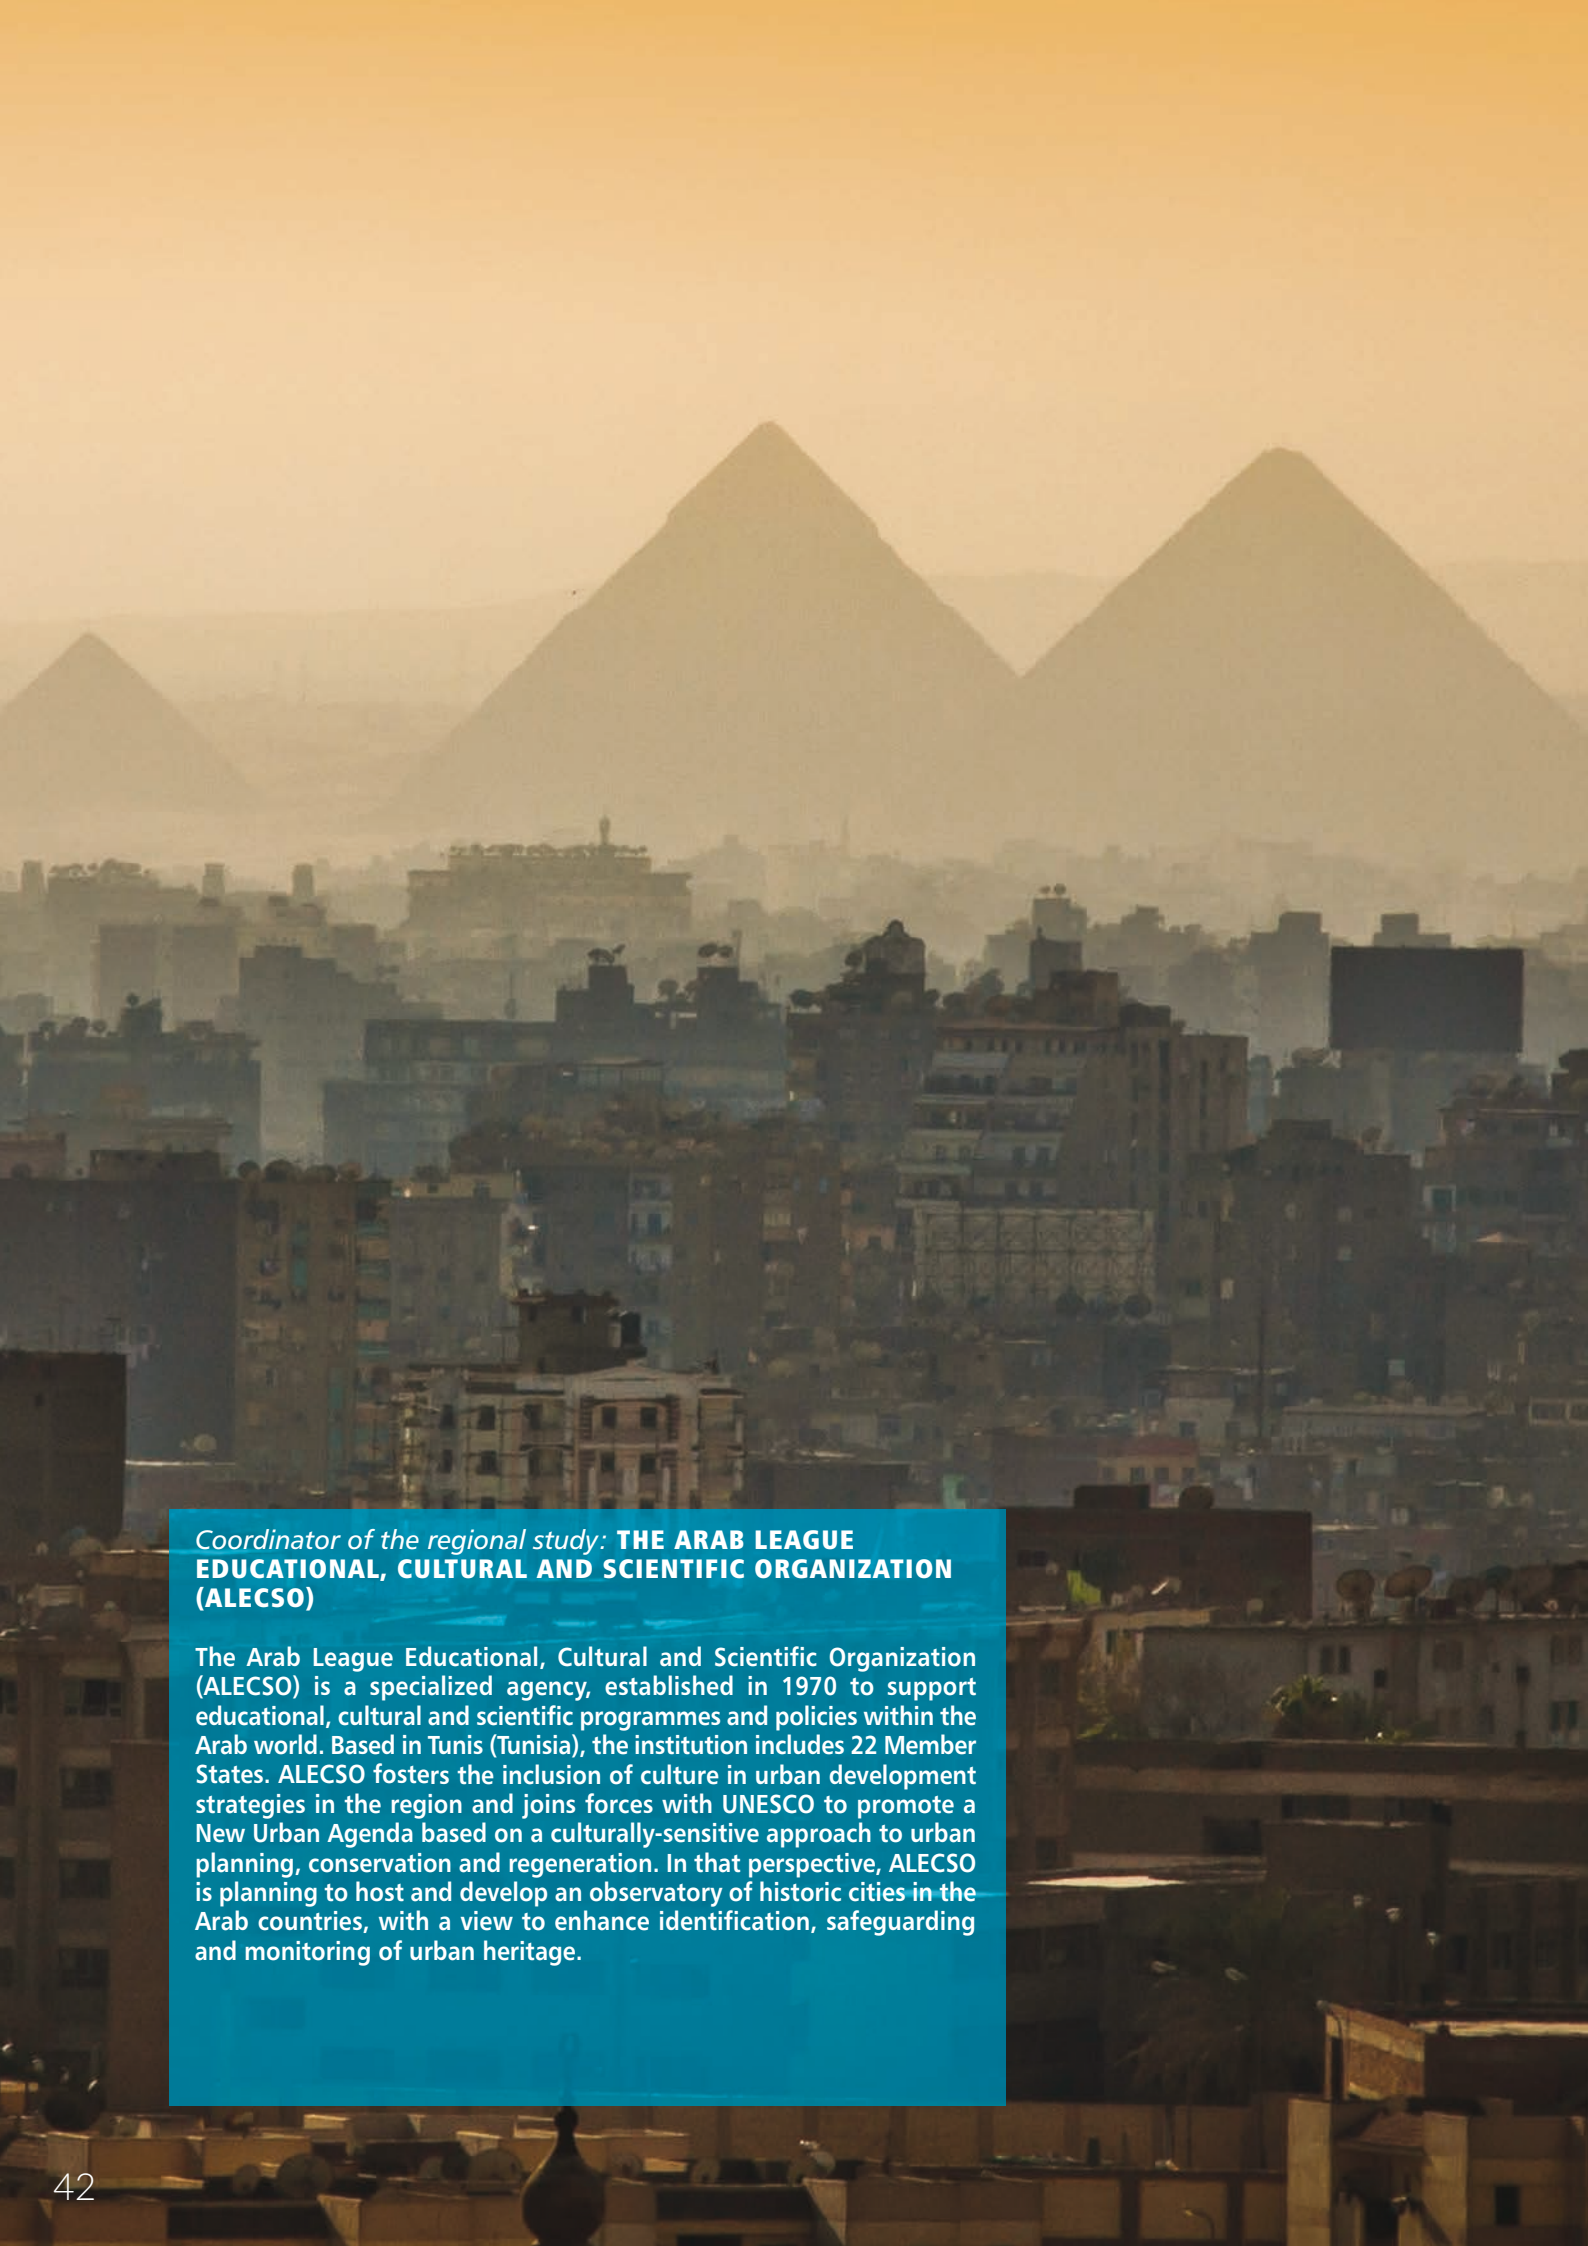 Coordinator of the regional study: THE ARAB LEAGUE
EDUCATIONAL, CULTURAL AND SCIENTIFIC ORGANIZATION
(ALECSO)
The Arab League Educational, Cultural and Scientific Organization
(ALECSO) is a specialized agency, established in 1970 to support
educational, cultural and scientific programmes and policies within the
Arab world. Based in Tunis (Tunisia), the institution includes 22 Member
States. ALECSO fosters the inclusion of culture in urban development
strategies in the region and joins forces with UNESCO to promote a
New Urban Agenda based on a culturally-sensitive approach to urban
planning, conservation and regeneration. In that perspective, ALECSO
is planning to host and develop an observatory of historic cities in the
Arab countries, with a view to enhance identification, safeguarding
and monitoring of urban heritage.
42